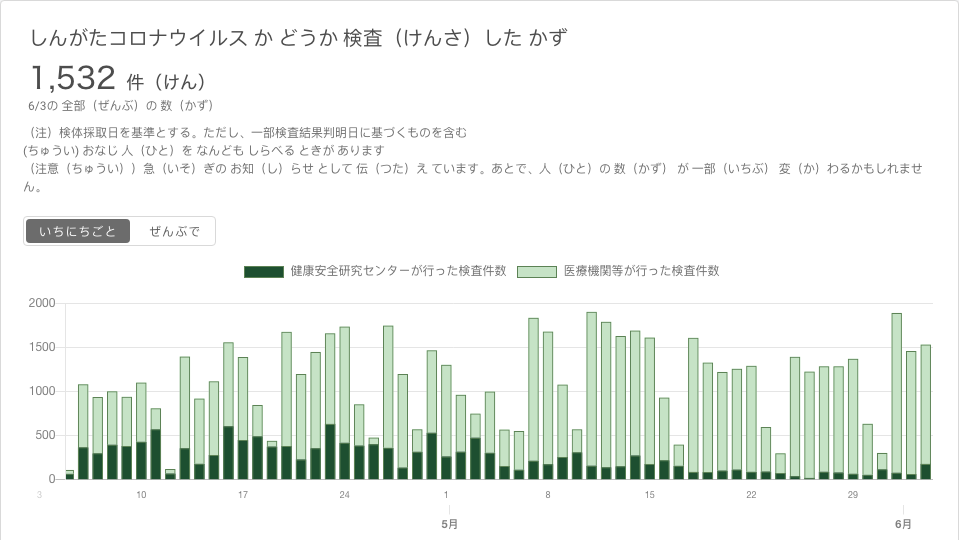 しんがたコロナウイルス か どうか 検査（けんさ）した かず
1,532 件（けん）
6/3の 全部（ぜんぶ）の 数（かず）
（注）検体採取日を基準とする。ただし、一部検査結果判明日に基づくものを含む
(ちゅうい) おなじ 人（ひと）を なんども しらべる ときが あります
（注意（ちゅうい））急（いそ）ぎの お知（し）らせ として 伝（つた）え ています。あとで、人（ひと）の 数（かず） が 一部（いちぶ） 変（か）わるかもしれませ
ん。
いちにちごと ぜんぶで
健康安全研究センターが行った検査件数 医療機関等が行った検査件数
2000
1500
1000
500
0
3 10 17 24 1 8 15 22 29
5月 6月